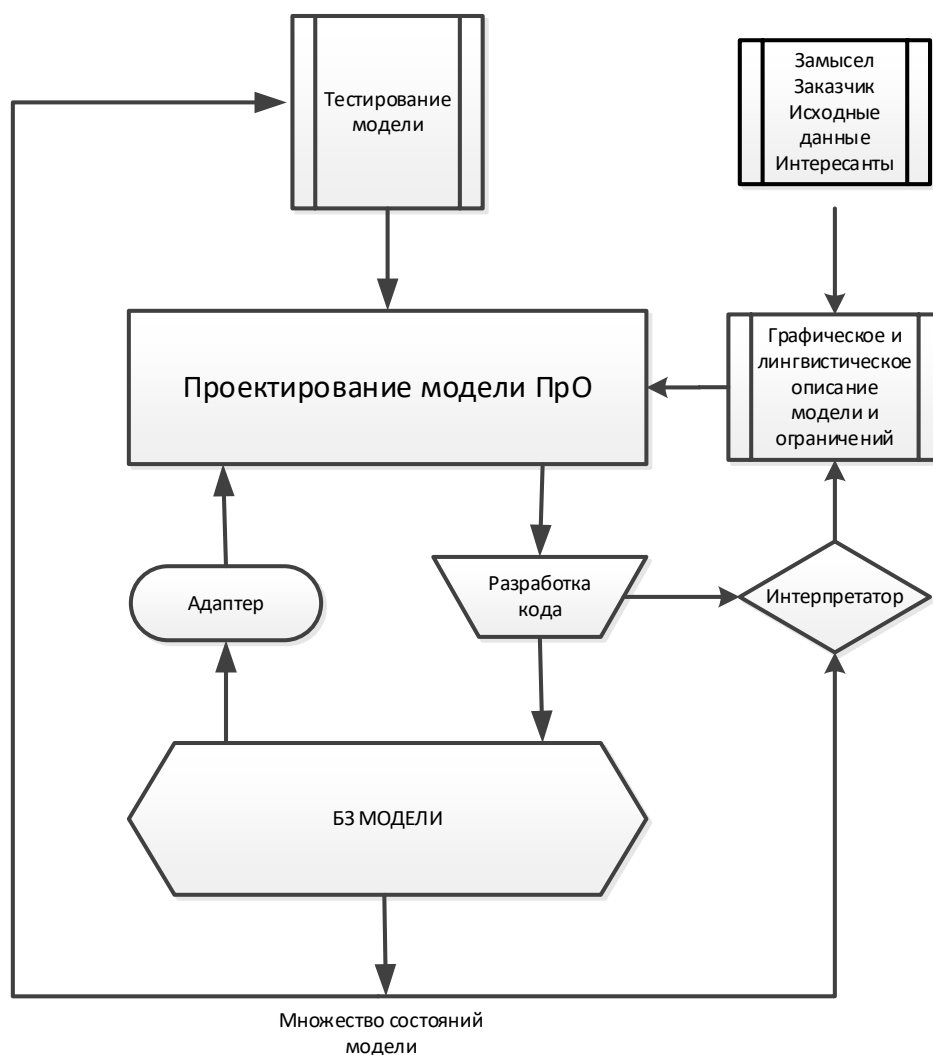 Тестирование
модели
Замысел
Заказчик
Исходные
данные
Интересанты
Проектирование модели ПрО
Графическое и
лингвистическое
описание
модели и
ограничений
Адаптер
Разработка
кода
Интерпретатор
БЗ МОДЕЛИ
Множество состояний
модели